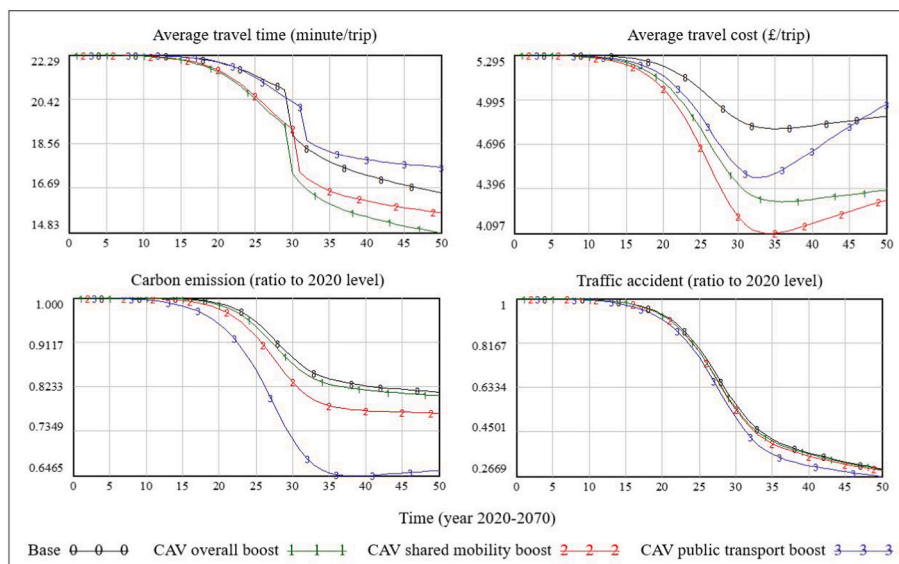 Average travel time (minute/trip)
22.29
20.42
18.56
16.69
14.83
0 5 10 15 20 25 30 35 40 45 50
Average travel cost (£/trip)
5.295
4.995
4.696
4.396
4.097
0 5 10 15 20 25 30 35 40 45 50
Carbon emission (ratio to 2020 level)
1.000
0.9117
0.8233
0.7349
0.6465
0 5 10 15 20 25 30 35 40 45 50
Traffic accident (ratio to 2020 level)
1
0.8167
0.6334
0.4501
0.2669
0 5 10 15 20 25 30 35 40 45 50
Time (year 2020-2070)
Base 0 0 0 CAV overall boost 1 1 1 CAV shared mobility boost 2 2 2 CAV public transport boost 3 3 3